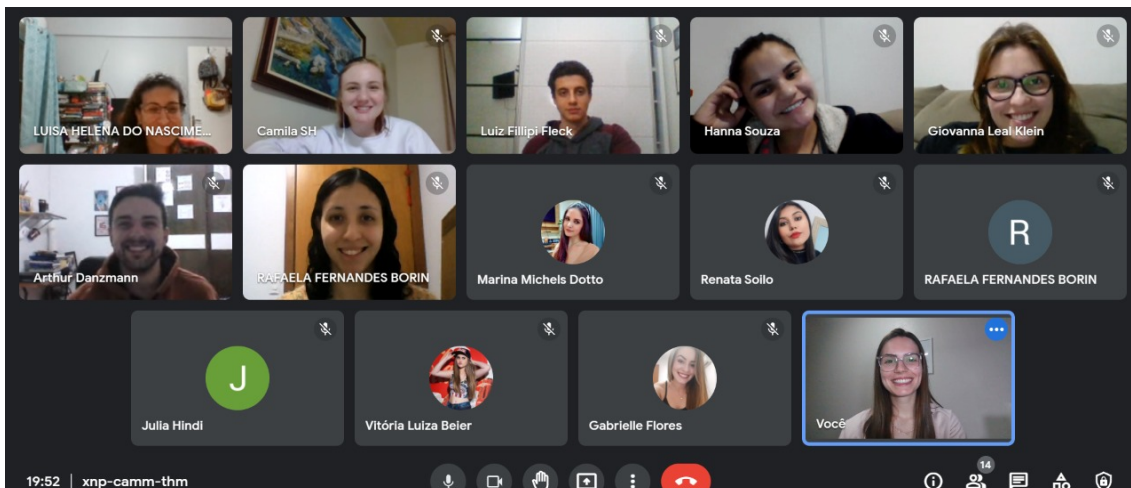 LUISA HELENA DO NASCIME...
Camila SH
Luiz Fillipi Fleck
Hanna Souza
Giovanna Leal Klein
Arthur Danzmann
RAFAELA FERNANDES BORIN
Marina Michels Dotto
Renata Soilo
R
RAFAELA FERNANDES BORIN
J
Julia Hindi
Vitória Luiza Beier
Gabrielle Flores
Você
19:52 | xnp-camm-thm
14